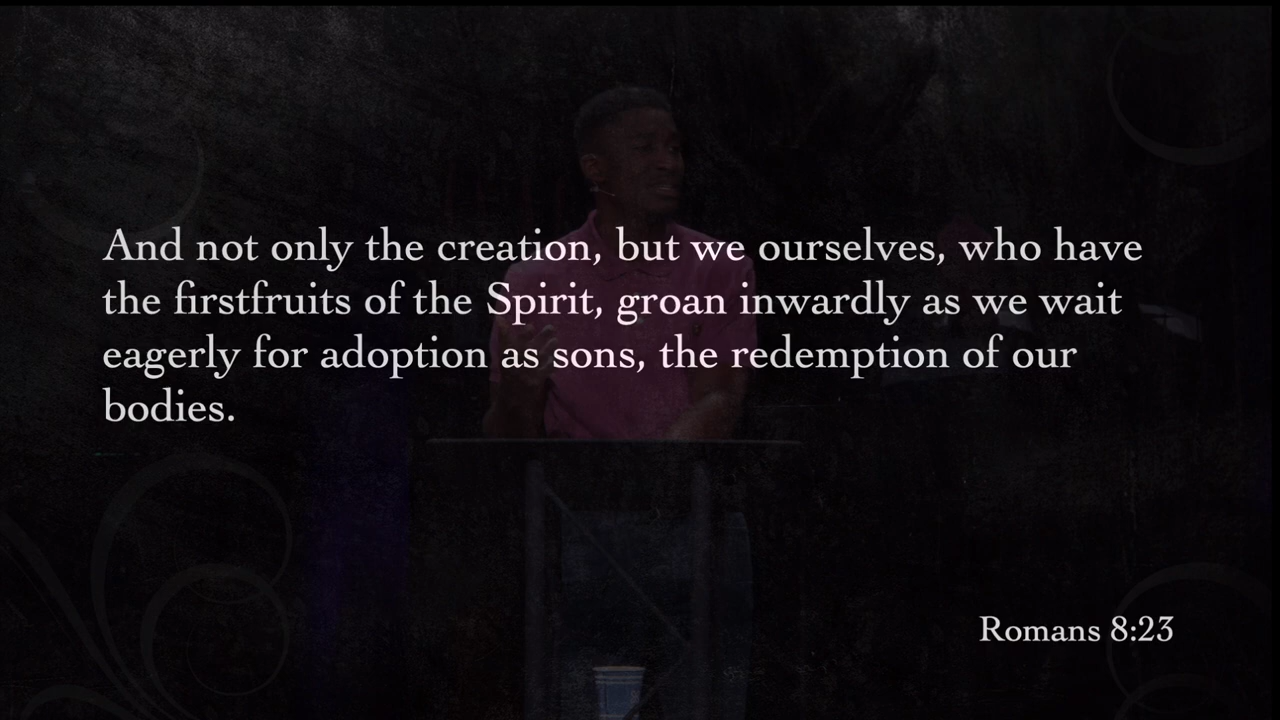 And not only the creation, but we ourselves, who have
the firstfruits of the Spirit, groan inwardly as we wait
eagerly for adoption as sons, the redemption of our
bodies.
Romans 8:23